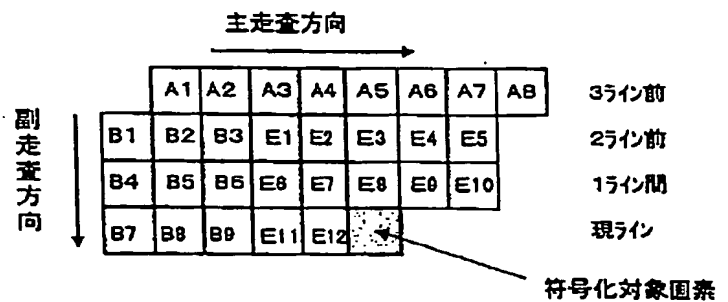 主走査方向
A1 A2 A3 A4 A5 A6 A7 A8 3ライン前
副走査方向
B1 B2 B3 E1 E2 E3 E4 E5 2ライン前
B4 B5 B6 E6 E7 E8 E9 E10 1ライン間
B7 B8 B9 E11 E12 現ライン
符号化対象画素